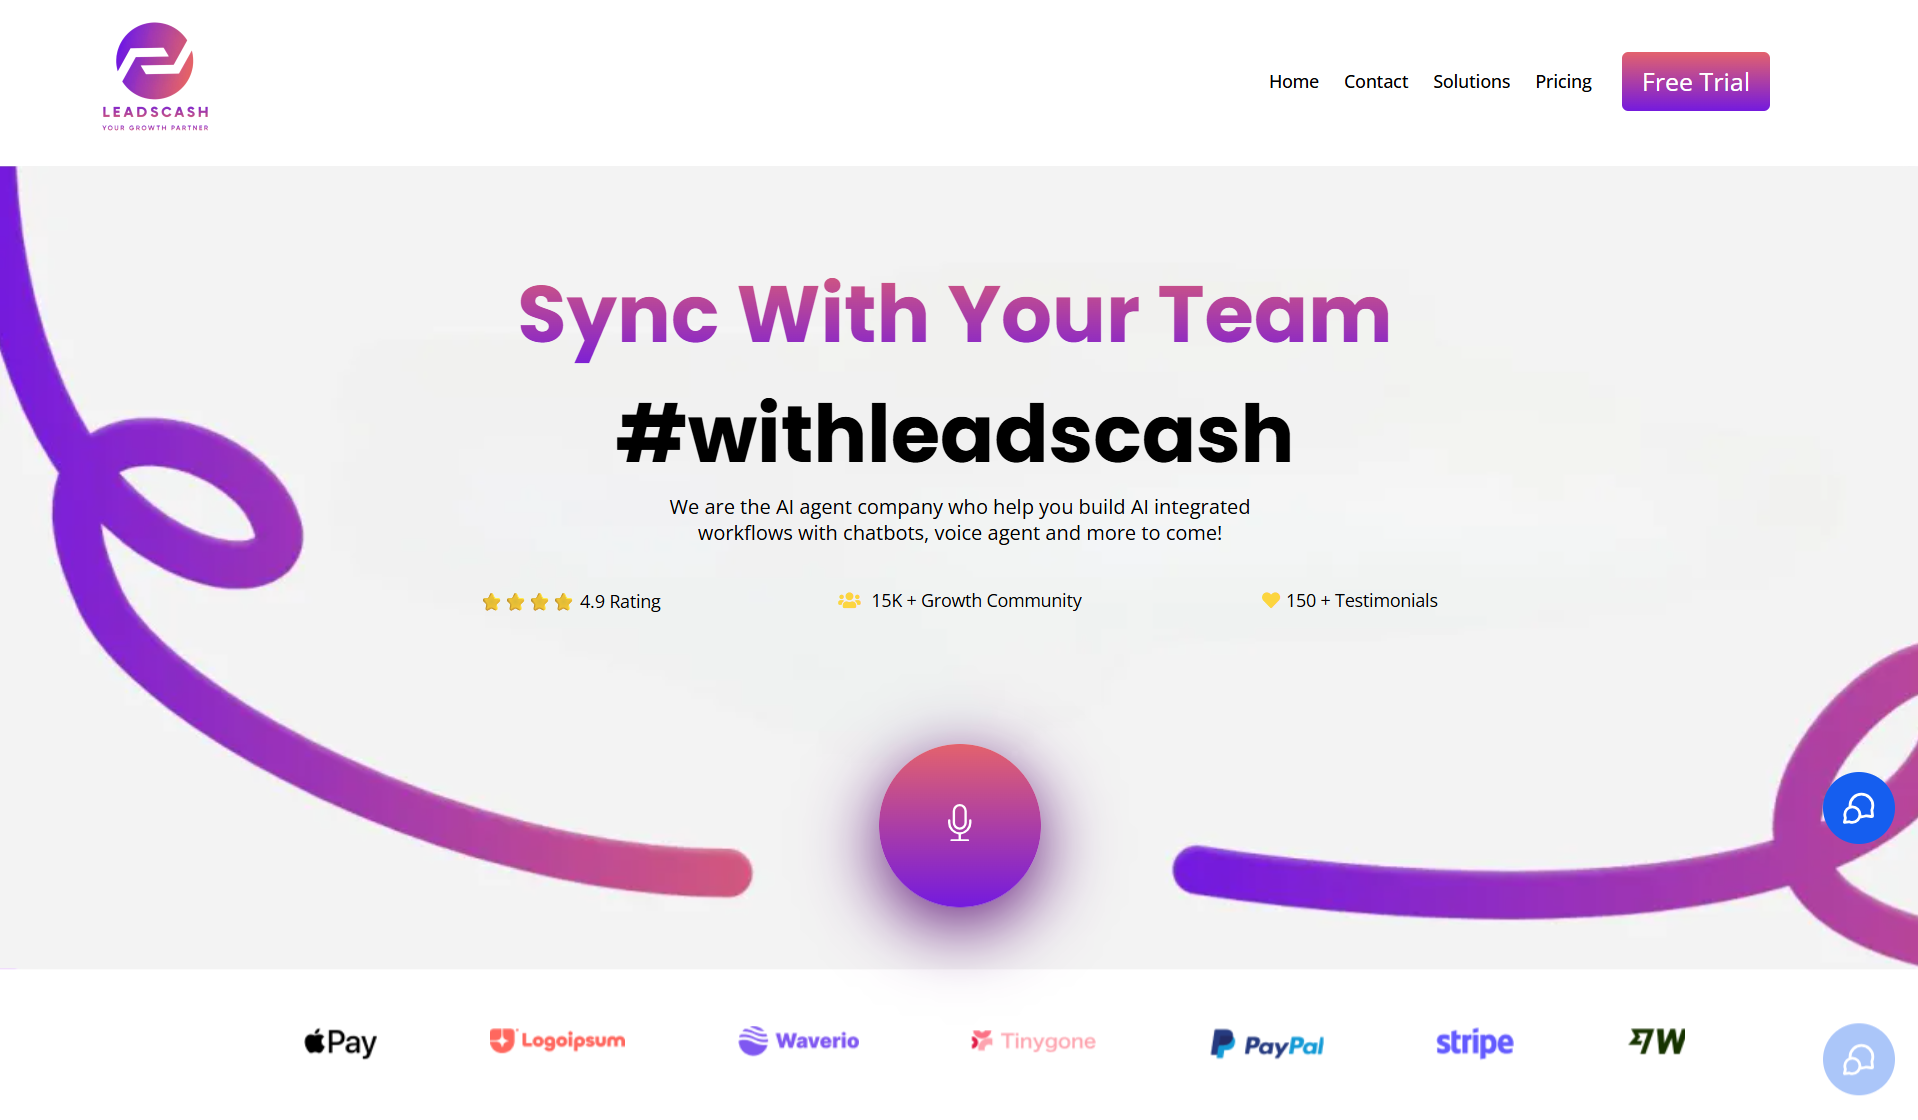 LEADSCASH
YOUR GROWTH PARTNER
Home Contact Solutions Pricing Free Trial
Sync With Your Team
#withleadscash
We are the AI agent company who help you build AI integrated
workflows with chatbots, voice agent and more to come!
4.9 Rating 15K + Growth Community 150 + Testimonials
Pay Logoipsum Waverio Tinygone PayPal stripe 7W